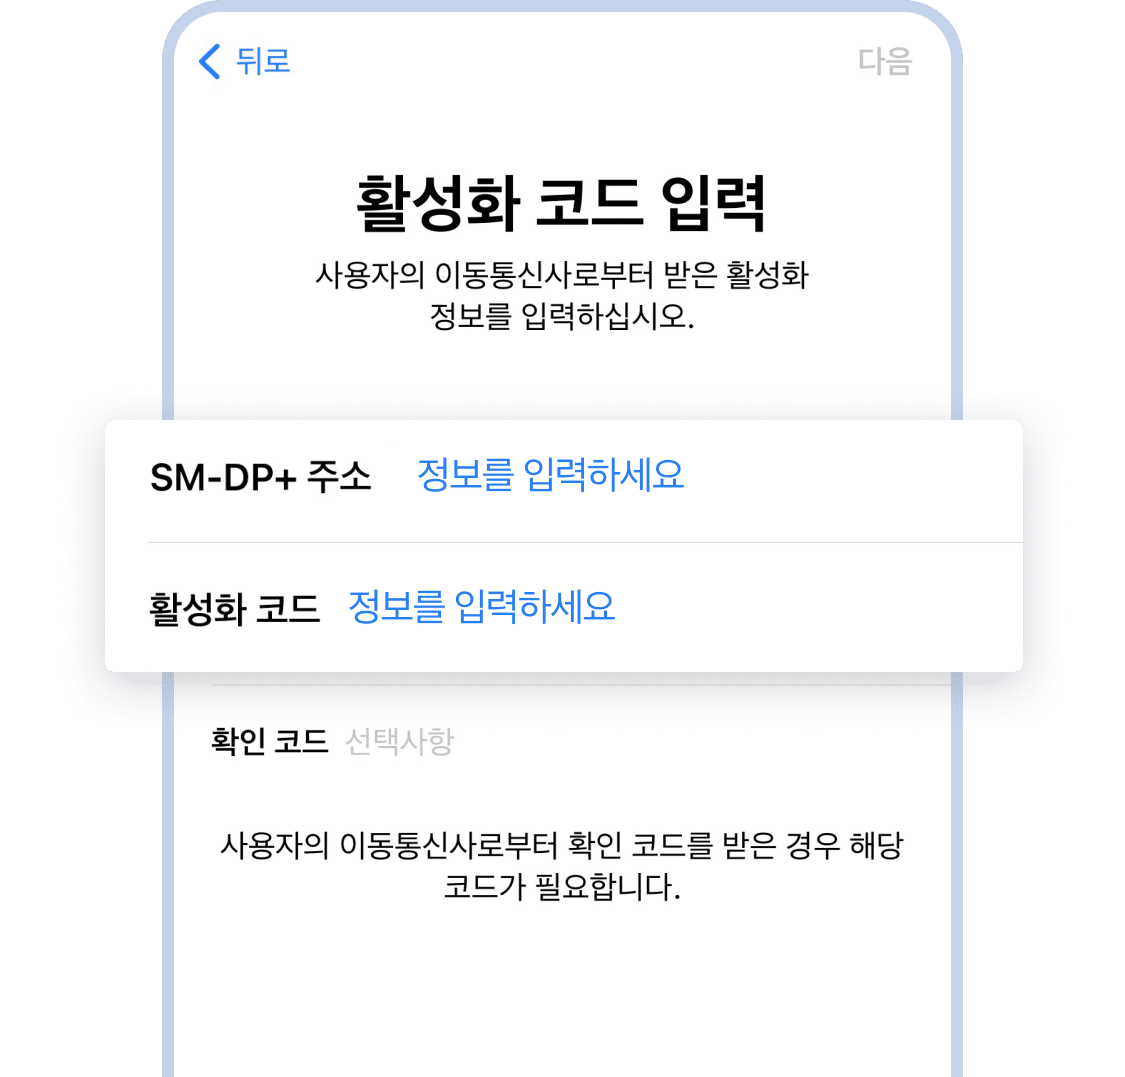 뒤로
다음
활성화 코드 입력
사용자의 이동통신사로부터 받은 활성화
정보를 입력하십시오.
SM-DP+ 주소 정보를 입력하세요
활성화 코드 정보를 입력하세요
확인 코드 선택사항
사용자의 이동통신사로부터 확인 코드를 받은 경우 해당
코드가 필요합니다.